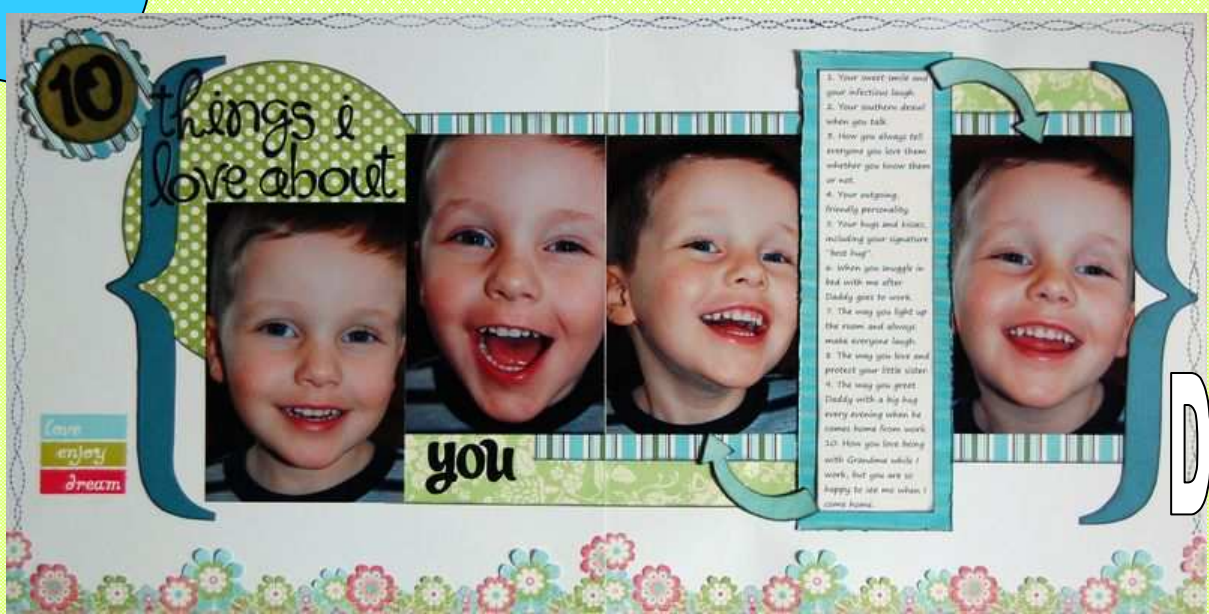 10
things i
love about
you
love
enjoy
dream
1. Your sweet smile and
your infectious laugh.
2. Your southern drawl
when you talk.
3. How you always tell
everyone you love them
whether you know them
or not.
4. Your outgoing,
friendly personality.
5. Your hugs and kisses,
including your signature
"best hug".
6. When you snuggle in
bed with me after
Daddy goes to work.
7. The way you light up
the room and always
make everyone laugh.
8. The way you love and
protect your little sister.
9. The way you greet
Daddy with a big hug
every evening when he
comes home from work.
10. How you love being
with Grandma while I
work, but you are so
happy to see me when I
come home.
D